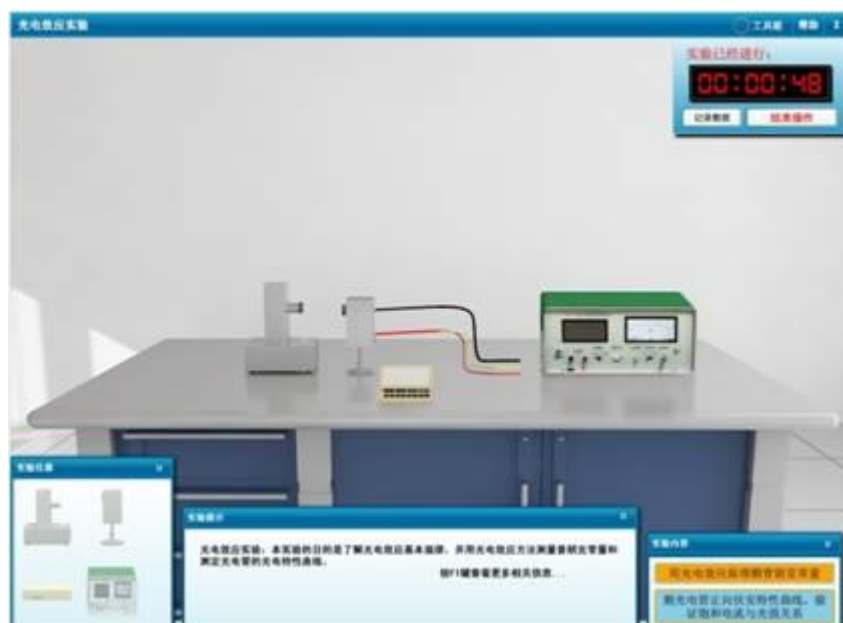 光电效应实验
工具箱 帮助
实验已经进行:
00:00:48
记录数据 结束操作
实验仪器
实验提示
光电效应实验:本实验的目的是了解光电效应基本规律,并用光电效应方法测量普朗克常量和
测定光电管的光电特性曲线。
按F1键查看更多相关信息...
实验内容
用光电效应原理测普朗克常量
测光电管正向伏安特性曲线,验
证饱和电流与光强关系